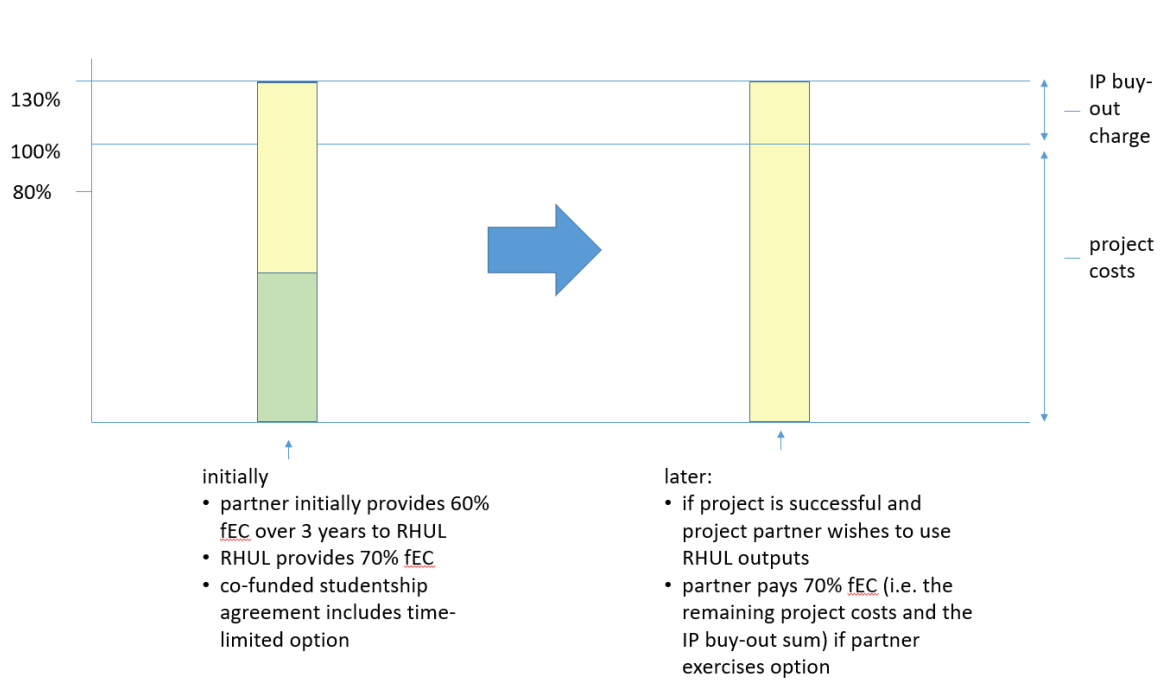 130%
100%
80%
IP buy-
out
charge
project
costs
initially
• partner initially provides 60%
fEC over 3 years to RHUL
• RHUL provides 70% fEC
• co-funded studentship
agreement includes time-
limited option
later:
• if project is successful and
project partner wishes to use
RHUL outputs
• partner pays 70% fEC (i.e. the
remaining project costs and the
IP buy-out sum) if partner
exercises option